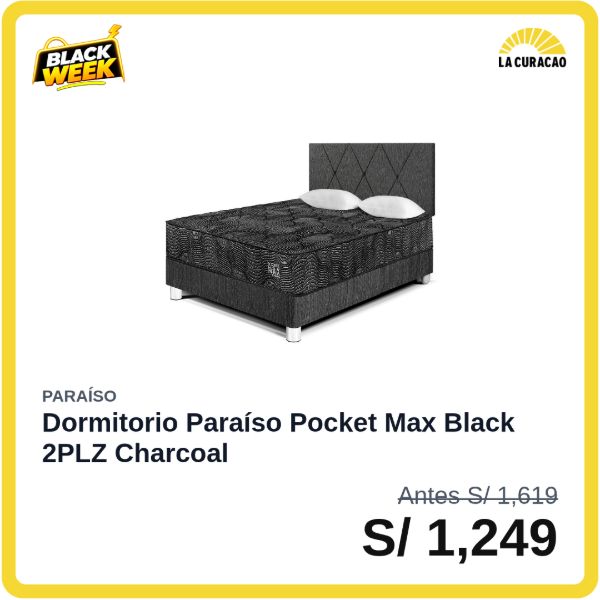 BLACK
WEEK
LA CURACAO
PARAÍSO
Dormitorio Paraíso Pocket Max Black
2PLZ Charcoal
Antes S/ 1,619
S/ 1,249